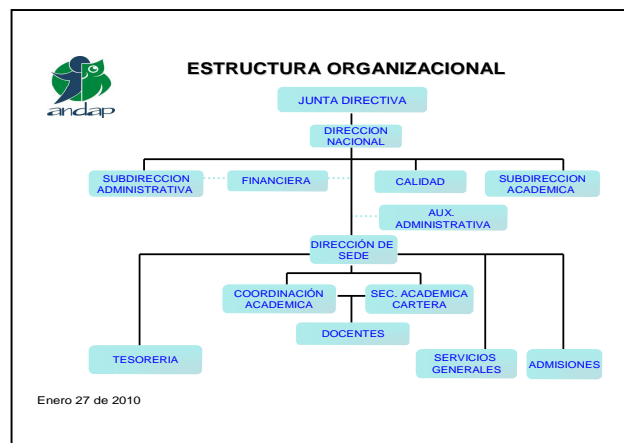 ESTRUCTURA ORGANIZACIONAL
andap
JUNTA DIRECTIVA
DIRECCION
NACIONAL
SUBDIRECCION
ADMINISTRATIVA
FINANCIERA
CALIDAD
SUBDIRECCION
ACADEMICA
AUX.
ADMINISTRATIVA
DIRECCIÓN DE
SEDE
COORDINACIÓN
ACADEMICA
SEC. ACADEMICA
CARTERA
DOCENTES
TESORERIA
SERVICIOS
GENERALES
ADMISIONES
Enero 27 de 2010